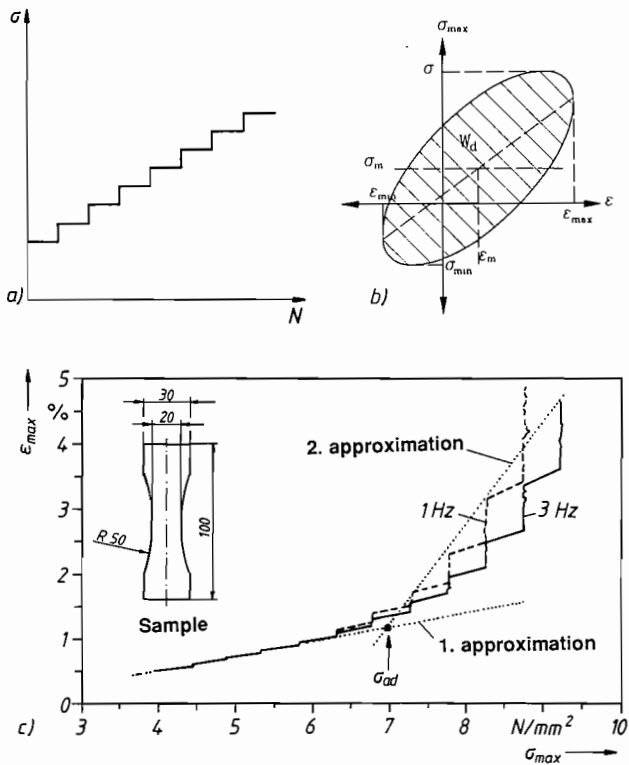 σ
a)
N
σmax
σ
Wd
σm
εmin
εmax
ε
σmin
εm
b)
5
%
4
3
2
1
0
εmax
30
20
100
R 50
Sample
2. approximation
1 Hz
3 Hz
1. approximation
σad
c)
3 4 5 6 7 8 N/mm² 10
σmax